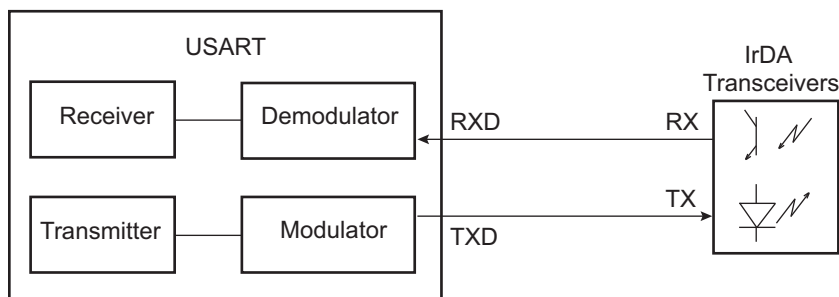 USART
IrDA
Transceivers
Receiver
Demodulator
RXD
RX
Transmitter
Modulator
TXD
TX